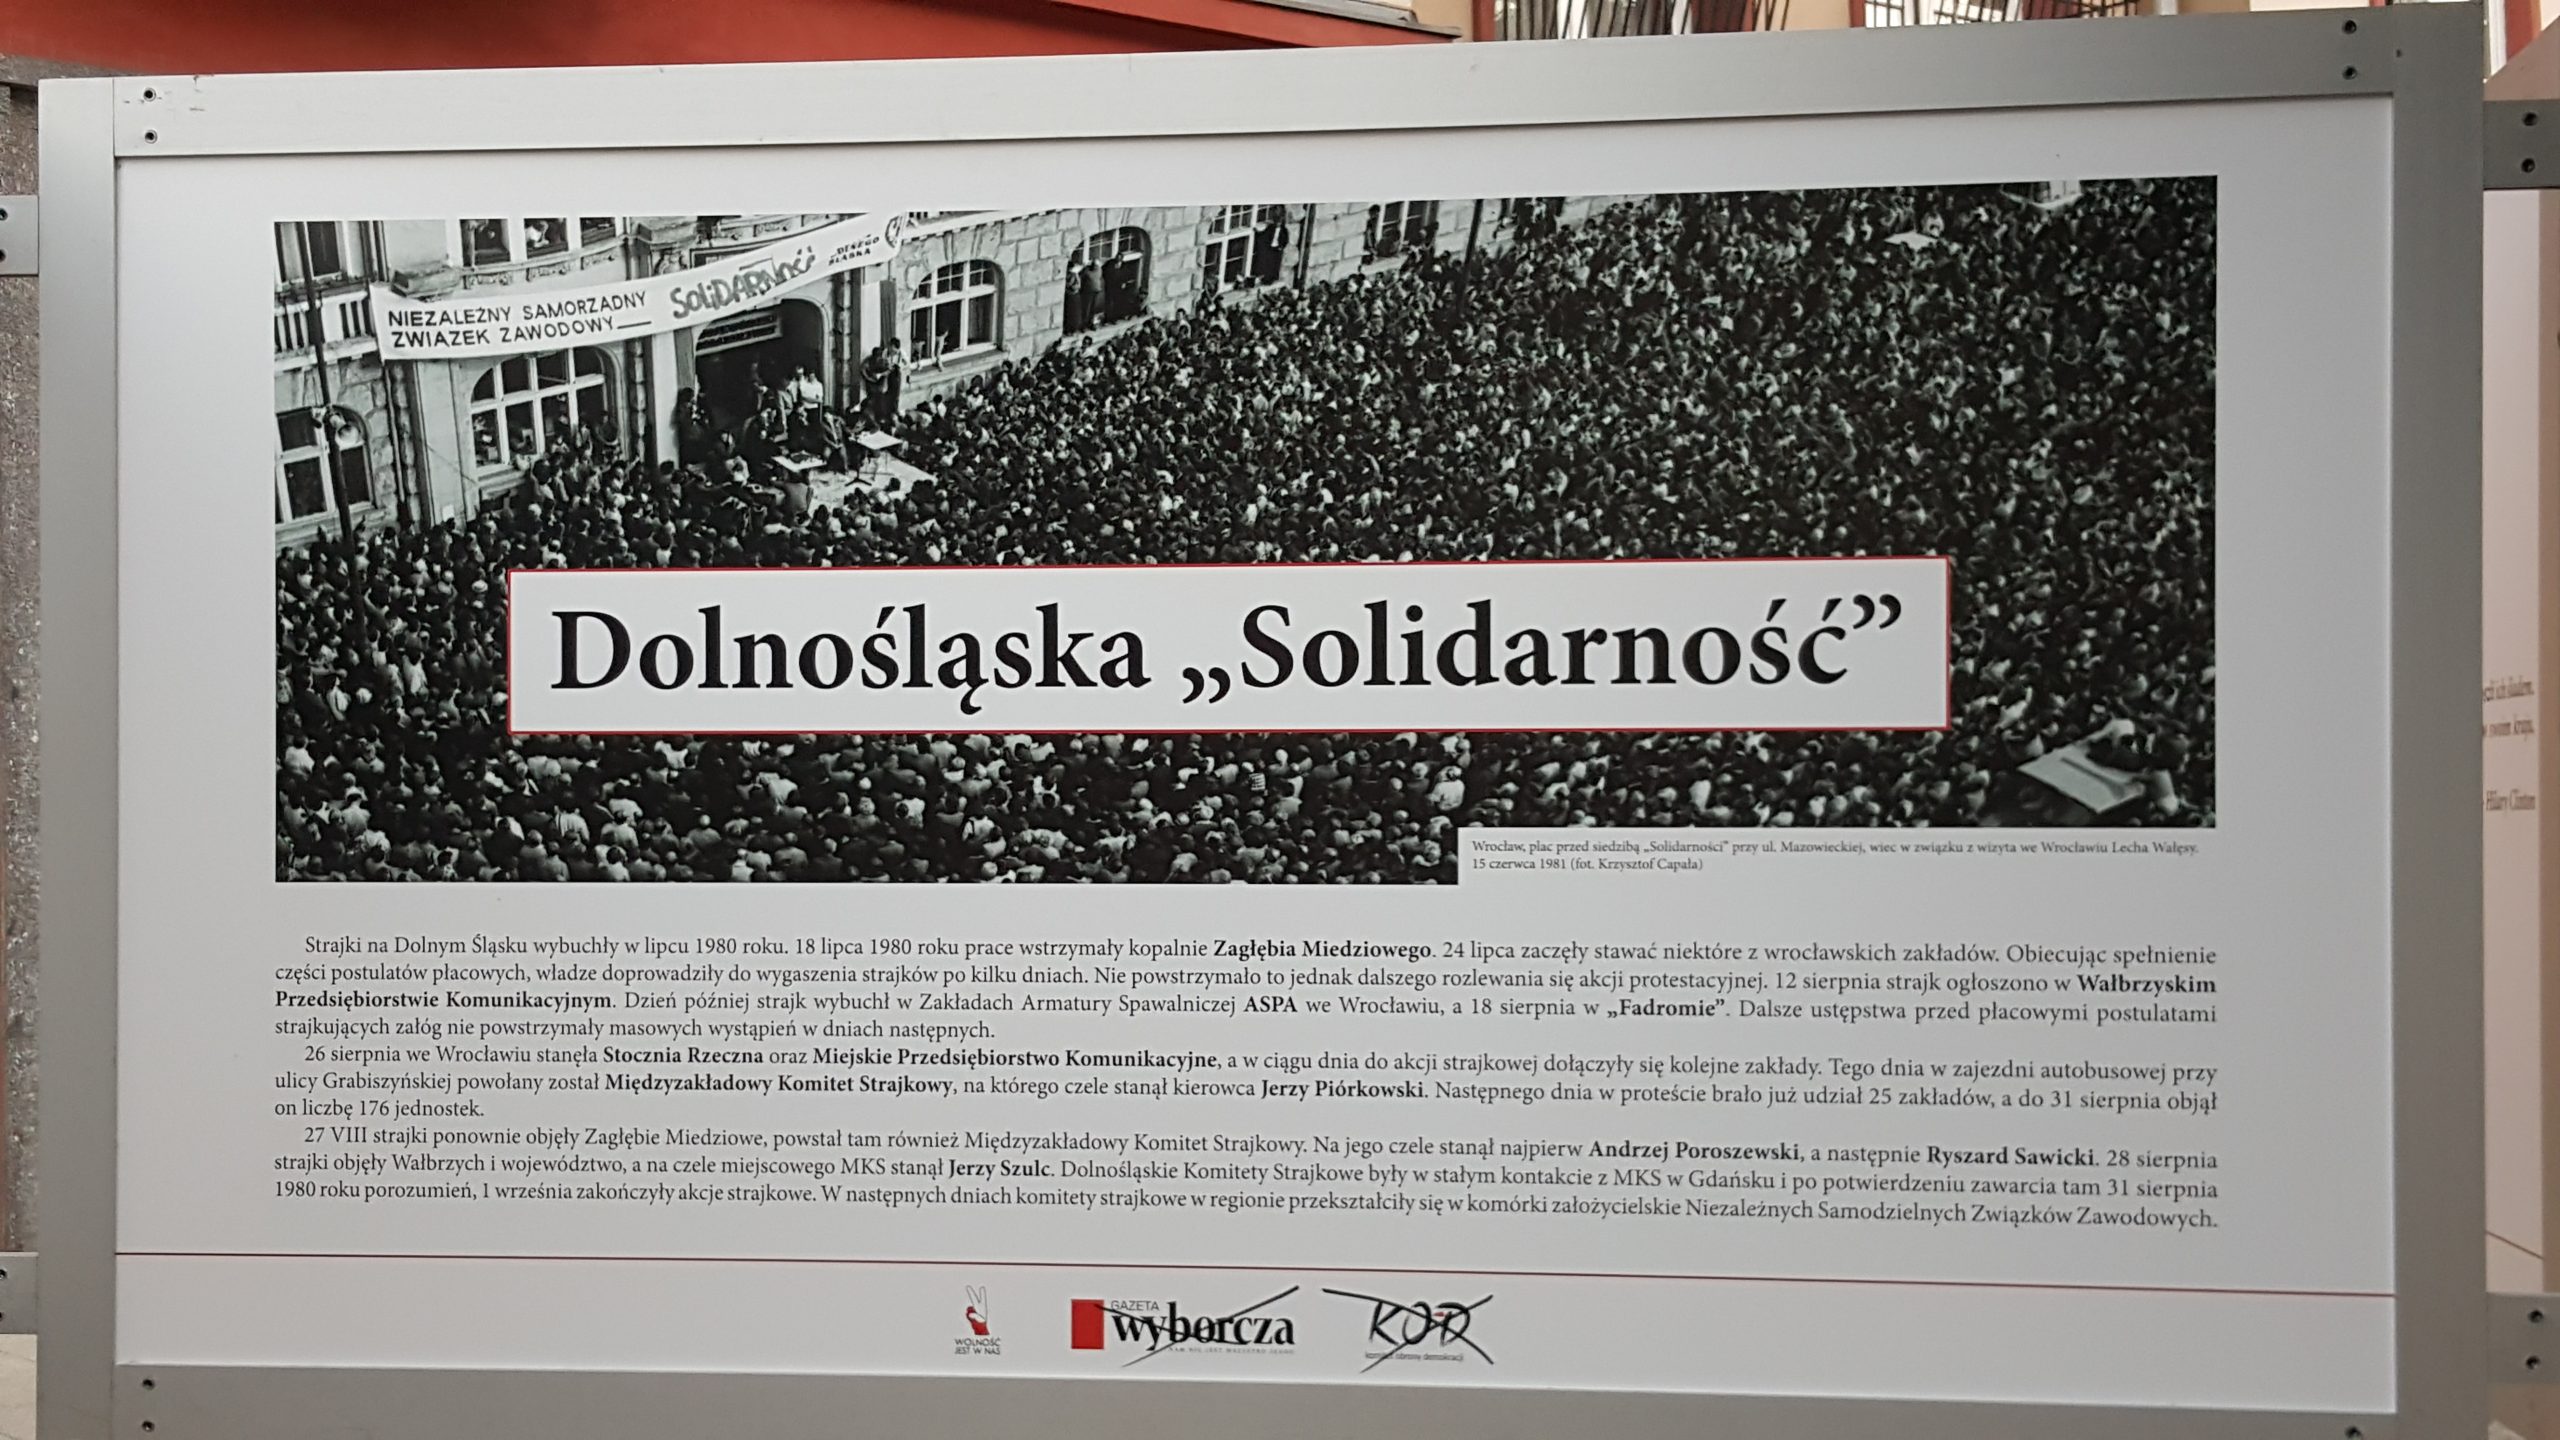 NIEZALEŻNY SAMORZĄDNY
ZWIĄZEK ZAWODOWY
SOLIDARNOŚĆ
ŚLĄSKA
Dolnośląska „Solidarność”
Wrocław, plac przed siedzibą „Solidarności” przy ul. Mazowieckiej, wiec w związku z wizyta we Wrocławiu Lecha Wałęsy.
15 czerwca 1981 (fot. Krzysztof Capała)
Strajki na Dolnym Śląsku wybuchły w lipcu 1980 roku. 18 lipca 1980 roku prace wstrzymały kopalnie Zagłębia Miedziowego. 24 lipca zaczęły stawać niektóre z wrocławskich zakładów. Obiecując spełnienie
części postulatów płacowych, władze doprowadziły do wygaszenia strajków po kilku dniach. Nie powstrzymało to jednak dalszego rozlewania się akcji protestacyjnej. 12 sierpnia strajk ogłoszono w Wałbrzyskim
Przedsiębiorstwie Komunikacyjnym. Dzień później strajk wybuchł w Zakładach Armatury Spawalniczej ASPA we Wrocławiu, a 18 sierpnia w „Fadromie”. Dalsze ustępstwa przed płacowymi postulatami
strajkujących załóg nie powstrzymały masowych wystąpień w dniach następnych.
26 sierpnia we Wrocławiu stanęła Stocznia Rzeczna oraz Miejskie Przedsiębiorstwo Komunikacyjne, a w ciągu dnia do akcji strajkowej dołączyły się kolejne zakłady. Tego dnia w zajezdni autobusowej przy
ulicy Grabiszyńskiej powołany został Międzyzakładowy Komitet Strajkowy, na którego czele stanął kierowca Jerzy Piórkowski. Następnego dnia w proteście brało już udział 25 zakładów, a do 31 sierpnia objął
on liczbę 176 jednostek.
27 VIII strajki ponownie objęły Zagłębie Miedziowe, powstał tam również Międzyzakładowy Komitet Strajkowy. Na jego czele stanął najpierw Andrzej Poroszewski, a następnie Ryszard Sawicki. 28 sierpnia
strajki objęły Wałbrzych i województwo, a na czele miejscowego MKS stanął Jerzy Szulc. Dolnośląskie Komitety Strajkowe były w stałym kontakcie z MKS w Gdańsku i po potwierdzeniu zawarcia tam 31 sierpnia
1980 roku porozumień, 1 września zakończyły akcje strajkowe. W następnych dniach komitety strajkowe w regionie przekształciły się w komórki założycielskie Niezależnych Samodzielnych Związków Zawodowych.
WOLNOŚĆ
JEST W NAS
GAZETA
wyborcza
KOD
komitet obrony demokracji
w swoim kraju,
Hilary Clinton